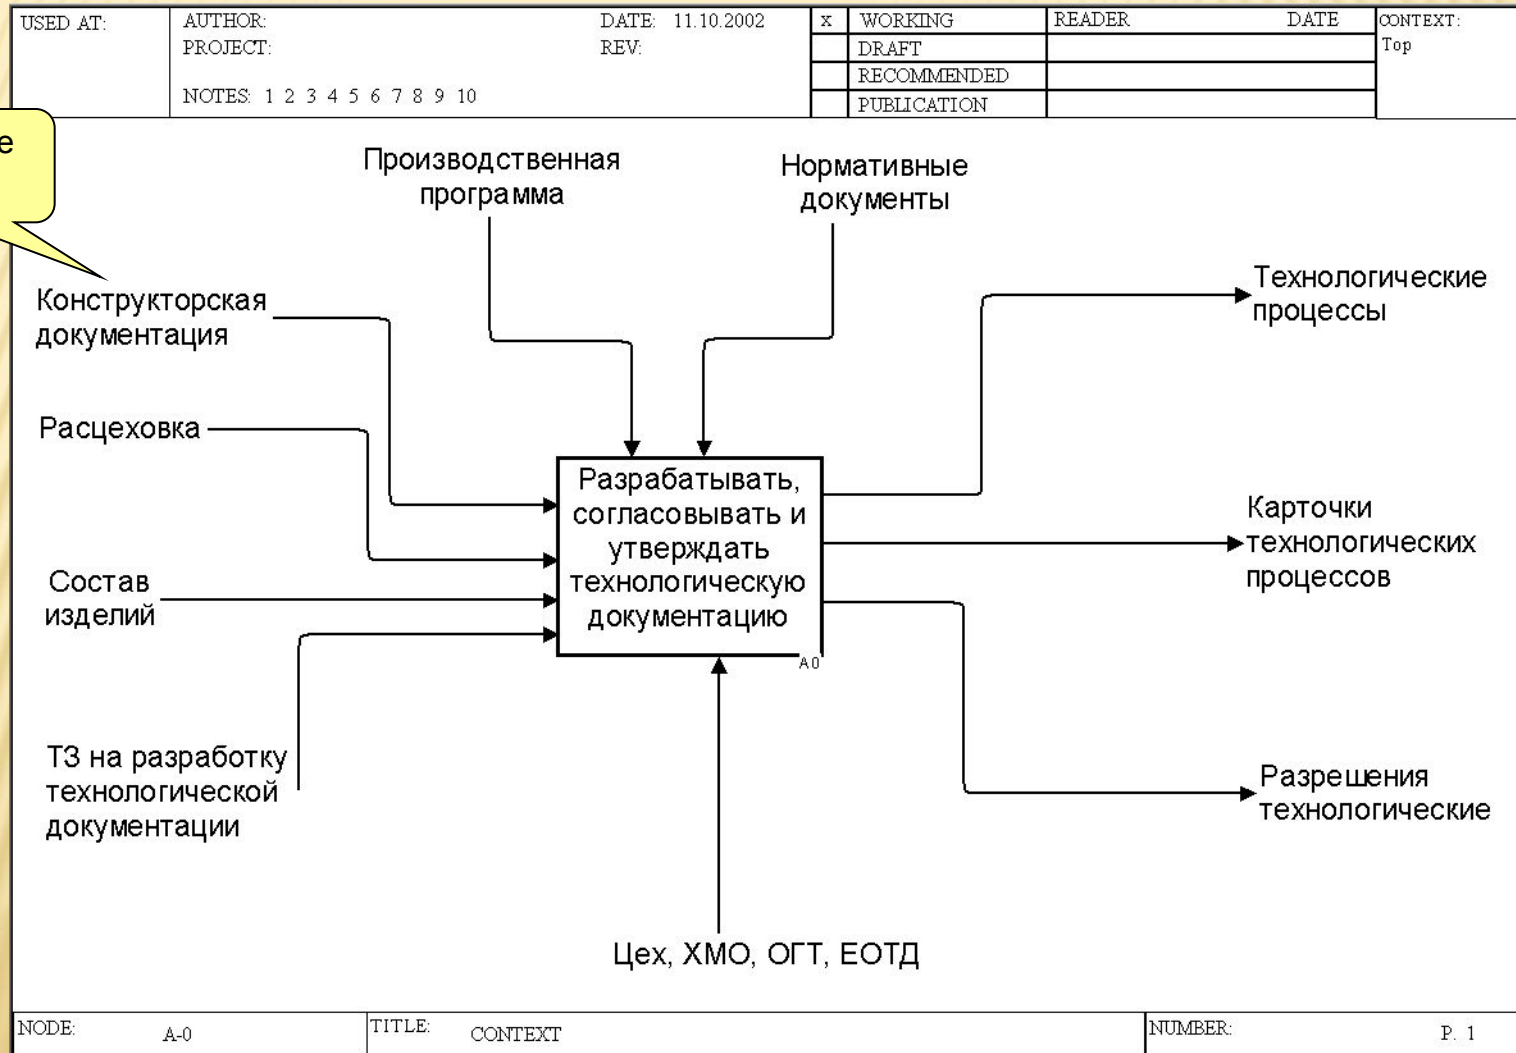 USED AT:
AUTHOR:
DATE: 11.10.2002
PROJECT:
REV:
NOTES: 1 2 3 4 5 6 7 8 9 10
X WORKING
DRAFT
RECOMMENDED
PUBLICATION
READER DATE
CONTEXT:
Top
Производственная
программа
Нормативные
документы
Конструкторская
документация
Расцеховка
Состав
изделий
ТЗ на разработку
технологической
документации
Разрабатывать,
согласовывать и
утверждать
технологическую
документацию
A0
Технологические
процессы
Карточки
технологических
процессов
Разрешения
технологические
Цех, ХМО, ОГТ, ЕОТД
NODE: A-0
TITLE: CONTEXT
NUMBER: P. 1